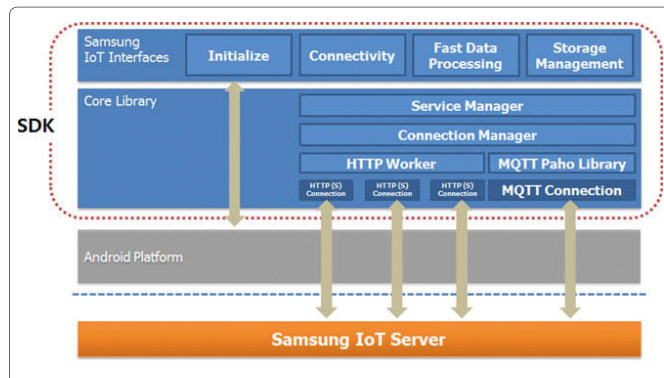 Samsung
IoT Interfaces
Initialize
Connectivity
Fast Data
Processing
Storage
Management
SDK
Core Library
Service Manager
Connection Manager
HTTP Worker
MQTT Paho Library
HTTP (S)
Connection
HTTP(S)
Connection
HTTP (S)
Connection
MQTT Connection
Android Platform
Samsung IoT Server